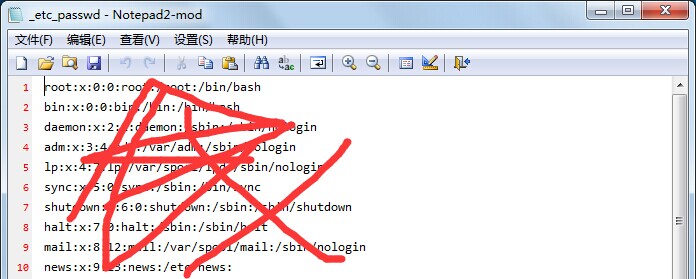 _etc_passwd - Notepad2-mod
文件(F) 编辑(E) 查看(V) 设置(S) 帮助(H)
1 root:x:0:0:root:/root:/bin/bash
2 bin:x:0:0:bin:/bin:/bin/bash
3 daemon:x:2:2:daemon:/sbin:/sbin/nologin
4 adm:x:3:4:adm:/var/adm:/sbin/nologin
5 lp:x:4:7:lp:/var/spool/lpd:/sbin/nologin
6 sync:x:5:0:sync:/sbin:/bin/sync
7 shutdown:x:6:0:shutdown:/sbin:/sbin/shutdown
8 halt:x:7:0:halt:/sbin:/sbin/halt
9 mail:x:8:12:mail:/var/spool/mail:/sbin/nologin
10 news:x:9:13:news:/etc/news: